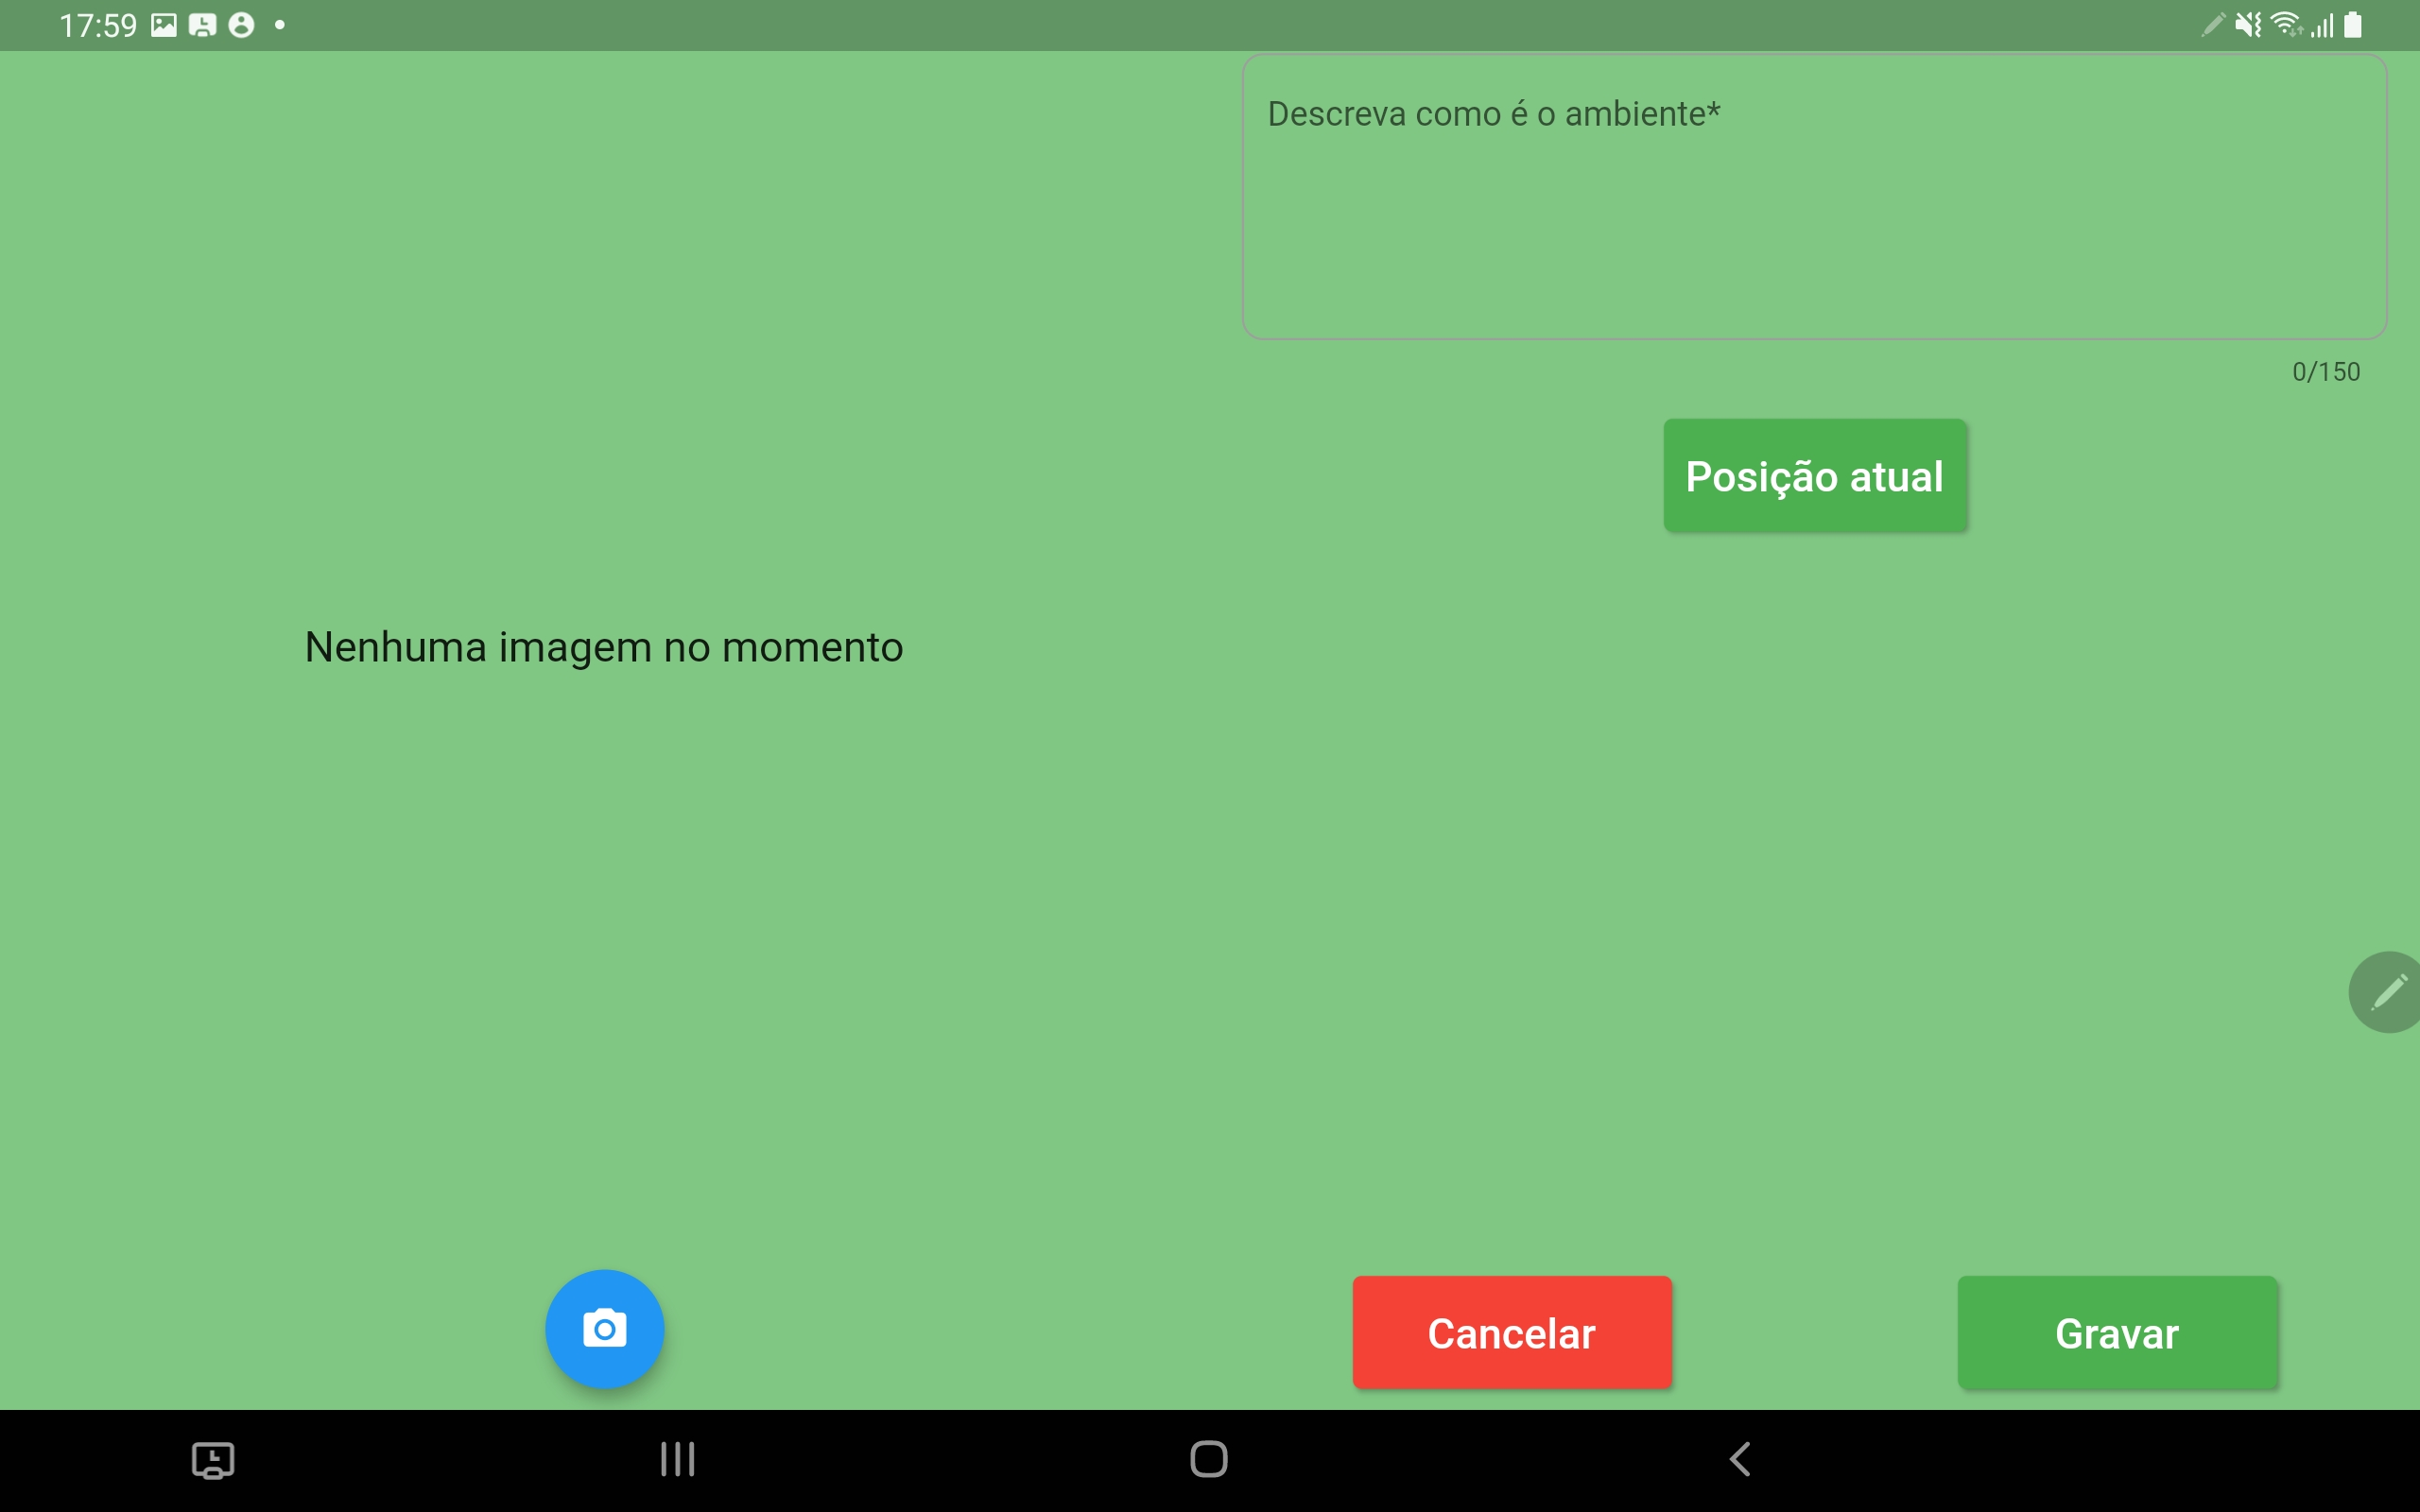 17:59
Descreva como é o ambiente*
0/150
Posição atual
Nenhuma imagem no momento
Cancelar
Gravar